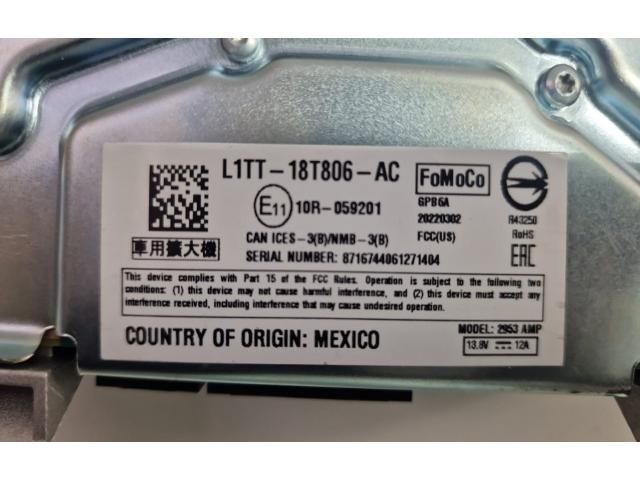 L1TT-18T806-AC
FoMoCo
E11 10R-059201
GPB6A
20220302
FCC(US)
R43250
RoHS
EAC
車用擴大機
CAN ICES-3(B)/NMB-3(B)
SERIAL NUMBER: 8716744061271404
This device complies with Part 15 of the FCC Rules. Operation is subject to the following two
conditions: (1) this device may not cause harmful interference, and (2) this device must accept any
interference received, including interference that may cause undesired operation.
COUNTRY OF ORIGIN: MEXICO
MODEL: 2953 AMP
13.8V ⎓ 12A